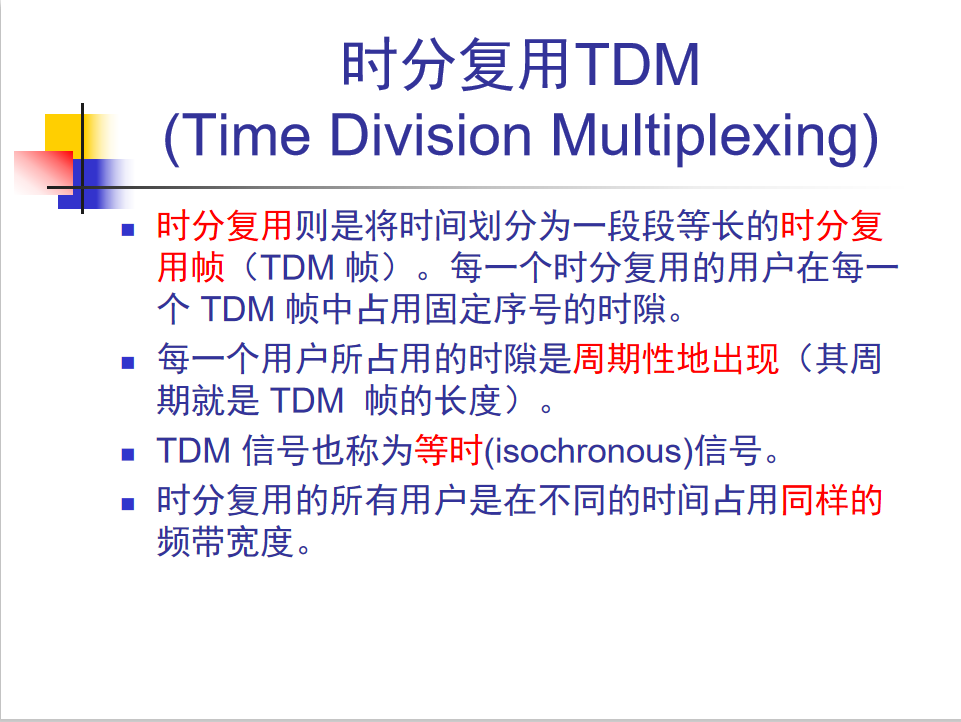 时分复用TDM
(Time Division Multiplexing)
时分复用则是将时间划分为一段段等长的时分复
用帧（TDM 帧）。每一个时分复用的用户在每一
个 TDM 帧中占用固定序号的时隙。
每一个用户所占用的时隙是周期性地出现（其周
期就是 TDM 帧的长度）。
TDM 信号也称为等时(isochronous)信号。
时分复用的所有用户是在不同的时间占用同样的
频带宽度。